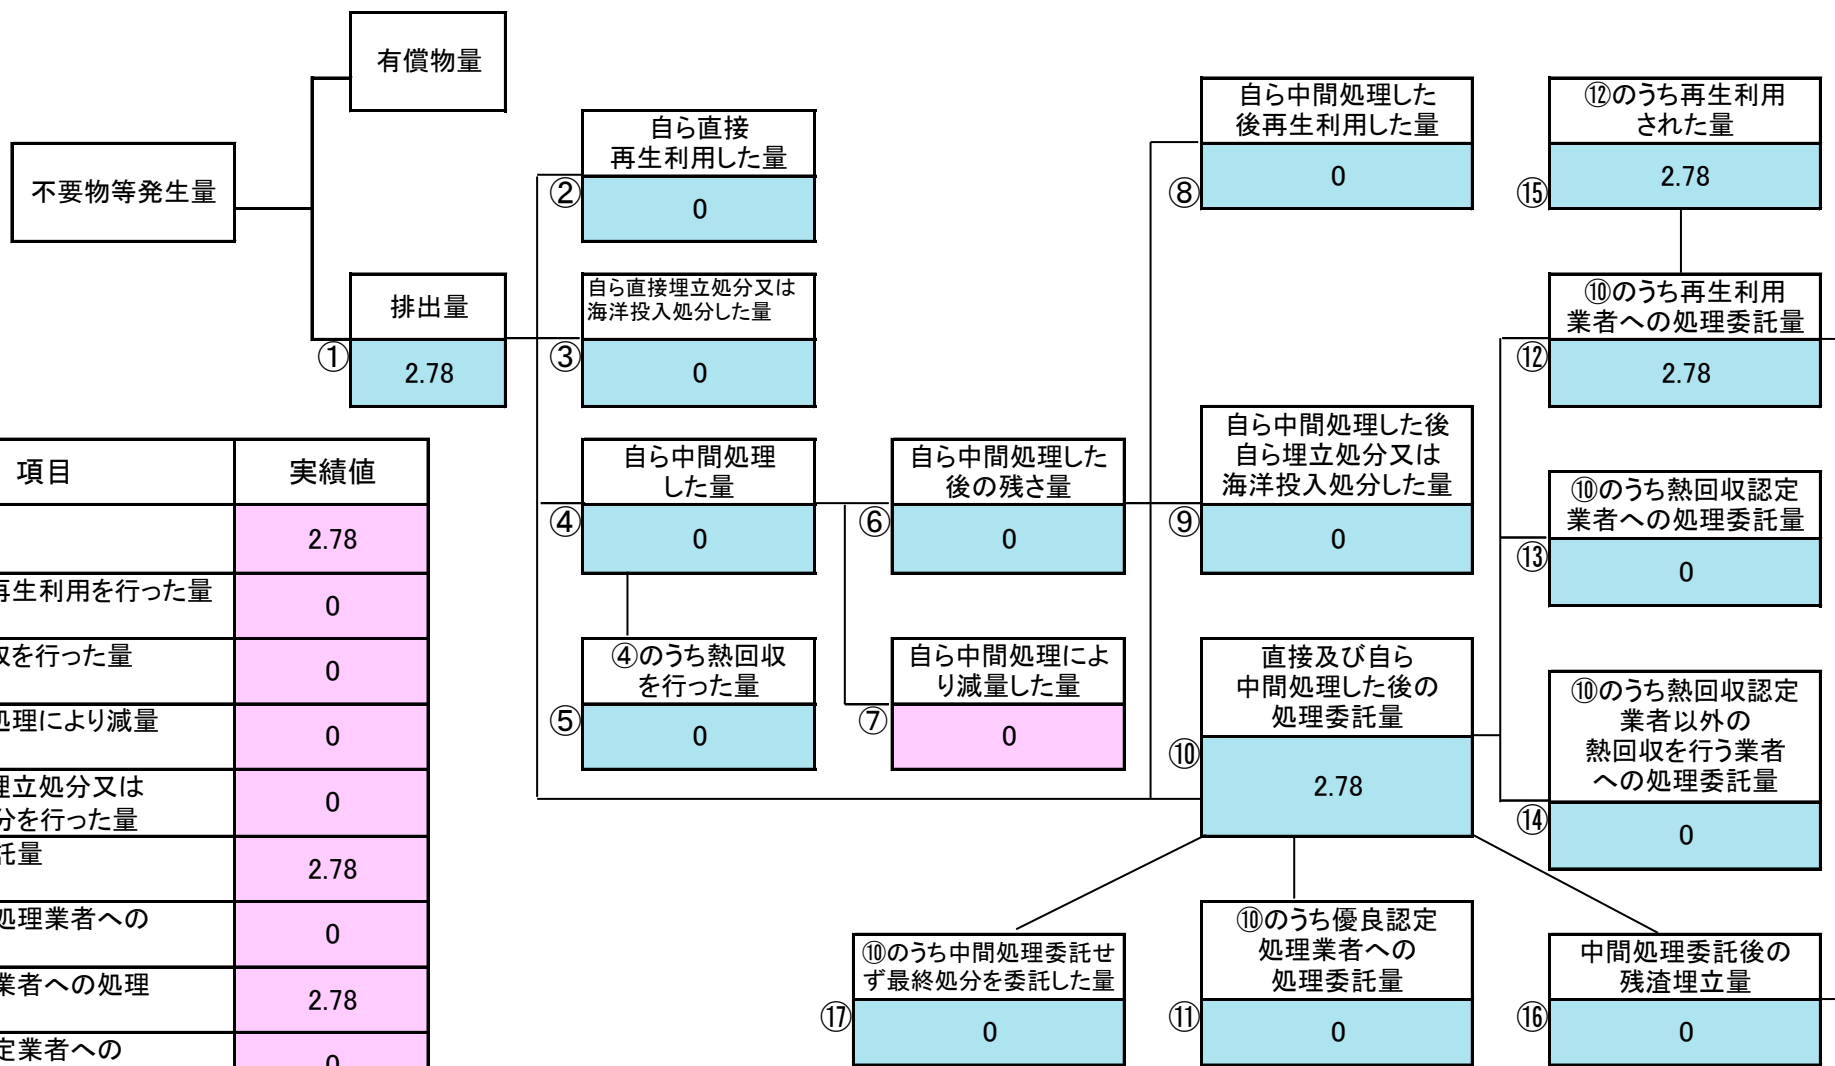 有償物量
不要物等発生量
排出量
①
2.78
自ら直接
再生利用した量
②
0
自ら直接埋立処分又は
海洋投入処分した量
③
0
自ら中間処理
した量
④
0
④のうち熱回収
を行った量
⑤
0
自ら中間処理した
後の残さ量
⑥
0
自ら中間処理によ
り減量した量
⑦
0
自ら中間処理した
後再生利用した量
⑧
0
自ら中間処理した後
自ら埋立処分又は
海洋投入処分した量
⑨
0
直接及び自ら
中間処理した後の
処理委託量
⑩
2.78
⑫のうち再生利用
された量
⑮
2.78
⑩のうち再生利用
業者への処理委託量
⑫
2.78
⑩のうち熱回収認定
業者への処理委託量
⑬
0
⑩のうち熱回収認定
業者以外の
熱回収を行う業者
への処理委託量
⑭
0
⑩のうち中間処理委託せ
ず最終処分を委託した量
⑰
0
⑩のうち優良認定
処理業者への
処理委託量
⑪
0
中間処理委託後の
残渣埋立量
⑯
0
項目 実績値
2.78
再生利用を行った量 0
収を行った量 0
処理により減量 0
埋立処分又は
分を行った量 0
託量 2.78
処理業者への 0
業者への処理 2.78
定業者への 0